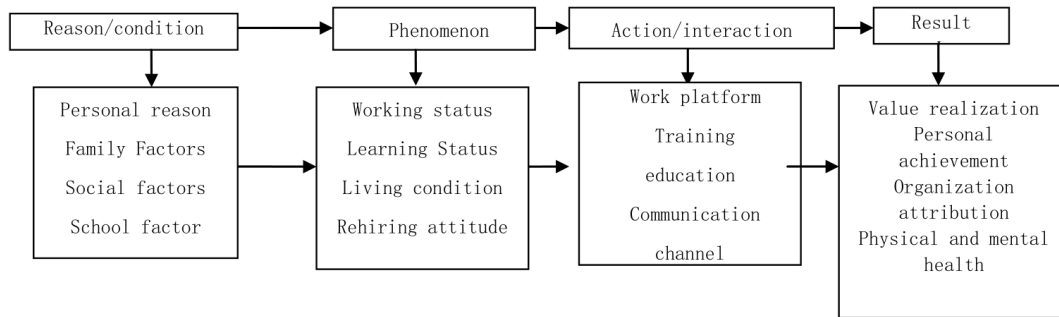 Reason/condition
Phenomenon
Action/interaction
Result
Personal reason
Family Factors
Social factors
School factor
Working status
Learning Status
Living condition
Rehiring attitude
Work platform
Training
education
Communication
channel
Value realization
Personal
achievement
Organization
attribution
Physical and mental
health